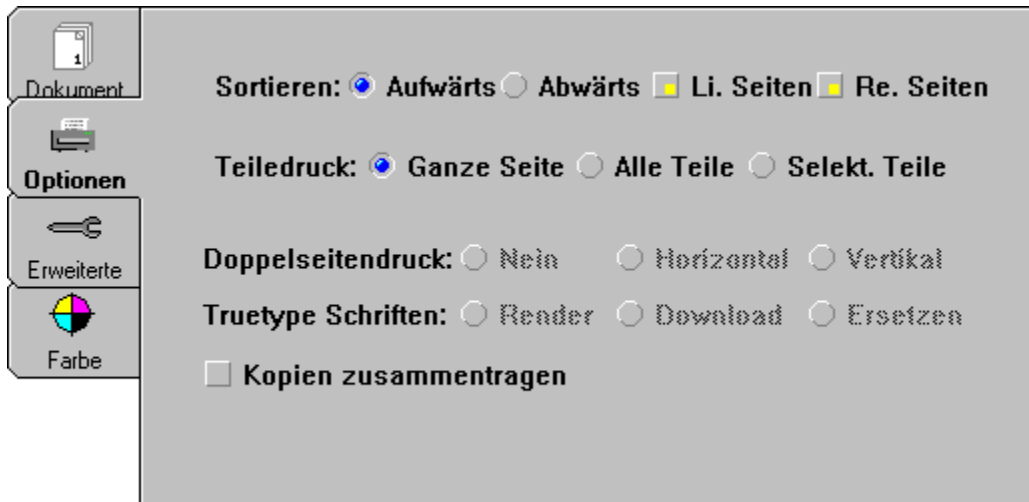 1
Dokument
Optionen
Erweiterte
Farbe
Sortieren: Aufwärts Abwärts Li. Seiten Re. Seiten
Teiledruck: Ganze Seite Alle Teile Selekt. Teile
Doppelseitendruck: Nein Horizontal Vertikal
Truetype Schriften: Render Download Ersetzen
Kopien zusammentragen